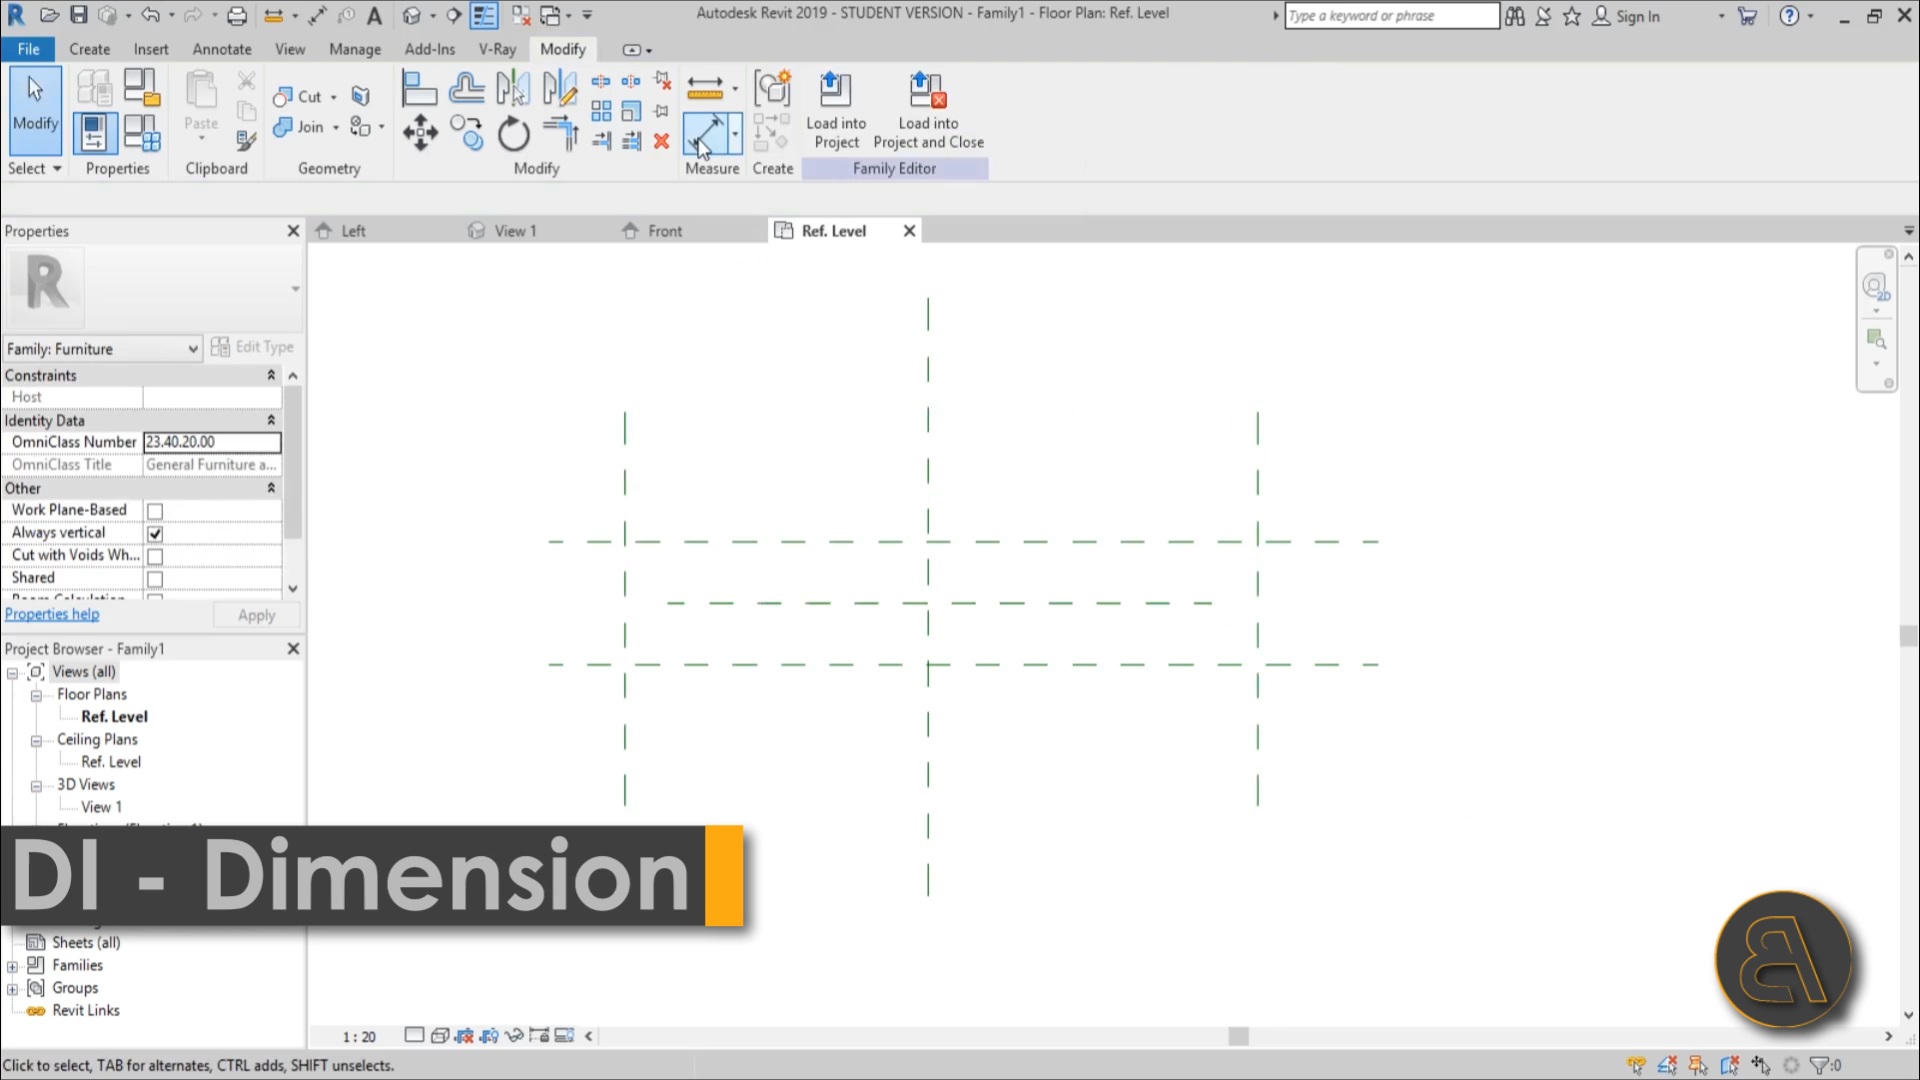 Autodesk Revit 2019 - STUDENT VERSION - Family1 - Floor Plan: Ref. Level
Type a keyword or phrase
Sign In
File Create Insert Annotate View Manage Add-Ins V-Ray Modify
Modify
Paste
Cut
Join
Load into Project
Load into Project and Close
Select Properties Clipboard Geometry Modify Measure Create Family Editor
Properties
Left View 1 Front Ref. Level
R
Family: Furniture Edit Type
Constraints
Host
Identity Data
OmniClass Number 23.40.20.00
OmniClass Title General Furniture a...
Other
Work Plane-Based
Always vertical
Cut with Voids Wh...
Shared
Properties help Apply
Project Browser - Family1
Views (all)
Floor Plans
Ref. Level
Ceiling Plans
Ref. Level
3D Views
View 1
DI - Dimension
Sheets (all)
Families
Groups
Revit Links
1 : 20
Click to select, TAB for alternates, CTRL adds, SHIFT unselects.
:0